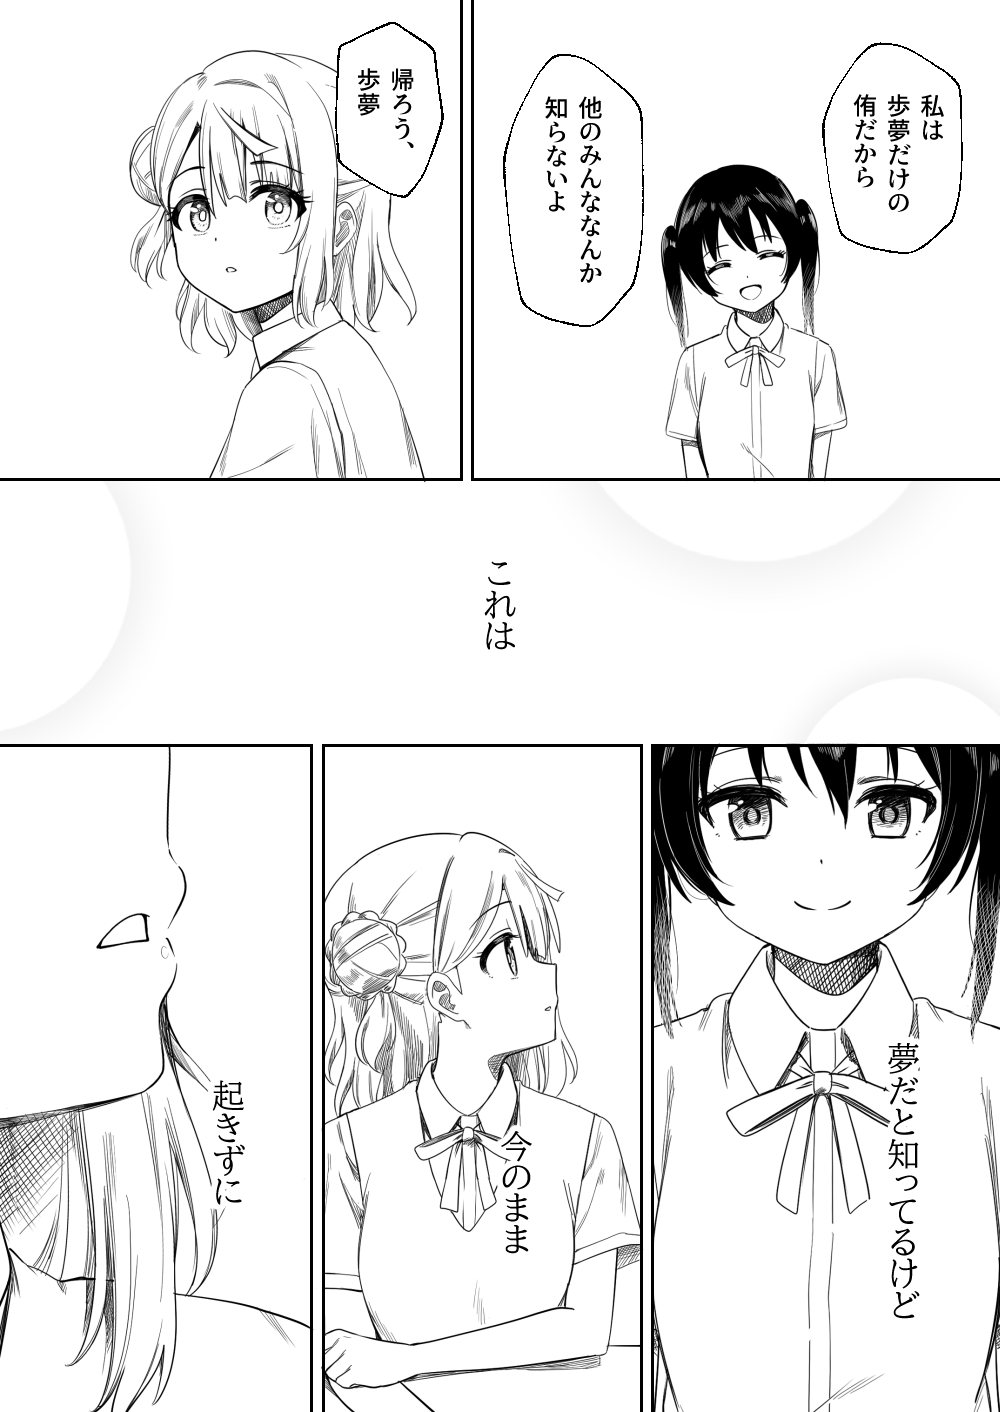 私は
歩夢だけの
侑だから
他のみんななんか
知らないよ
帰ろう、
歩夢
これは
夢だと知ってるけど
今のまま
起きずに